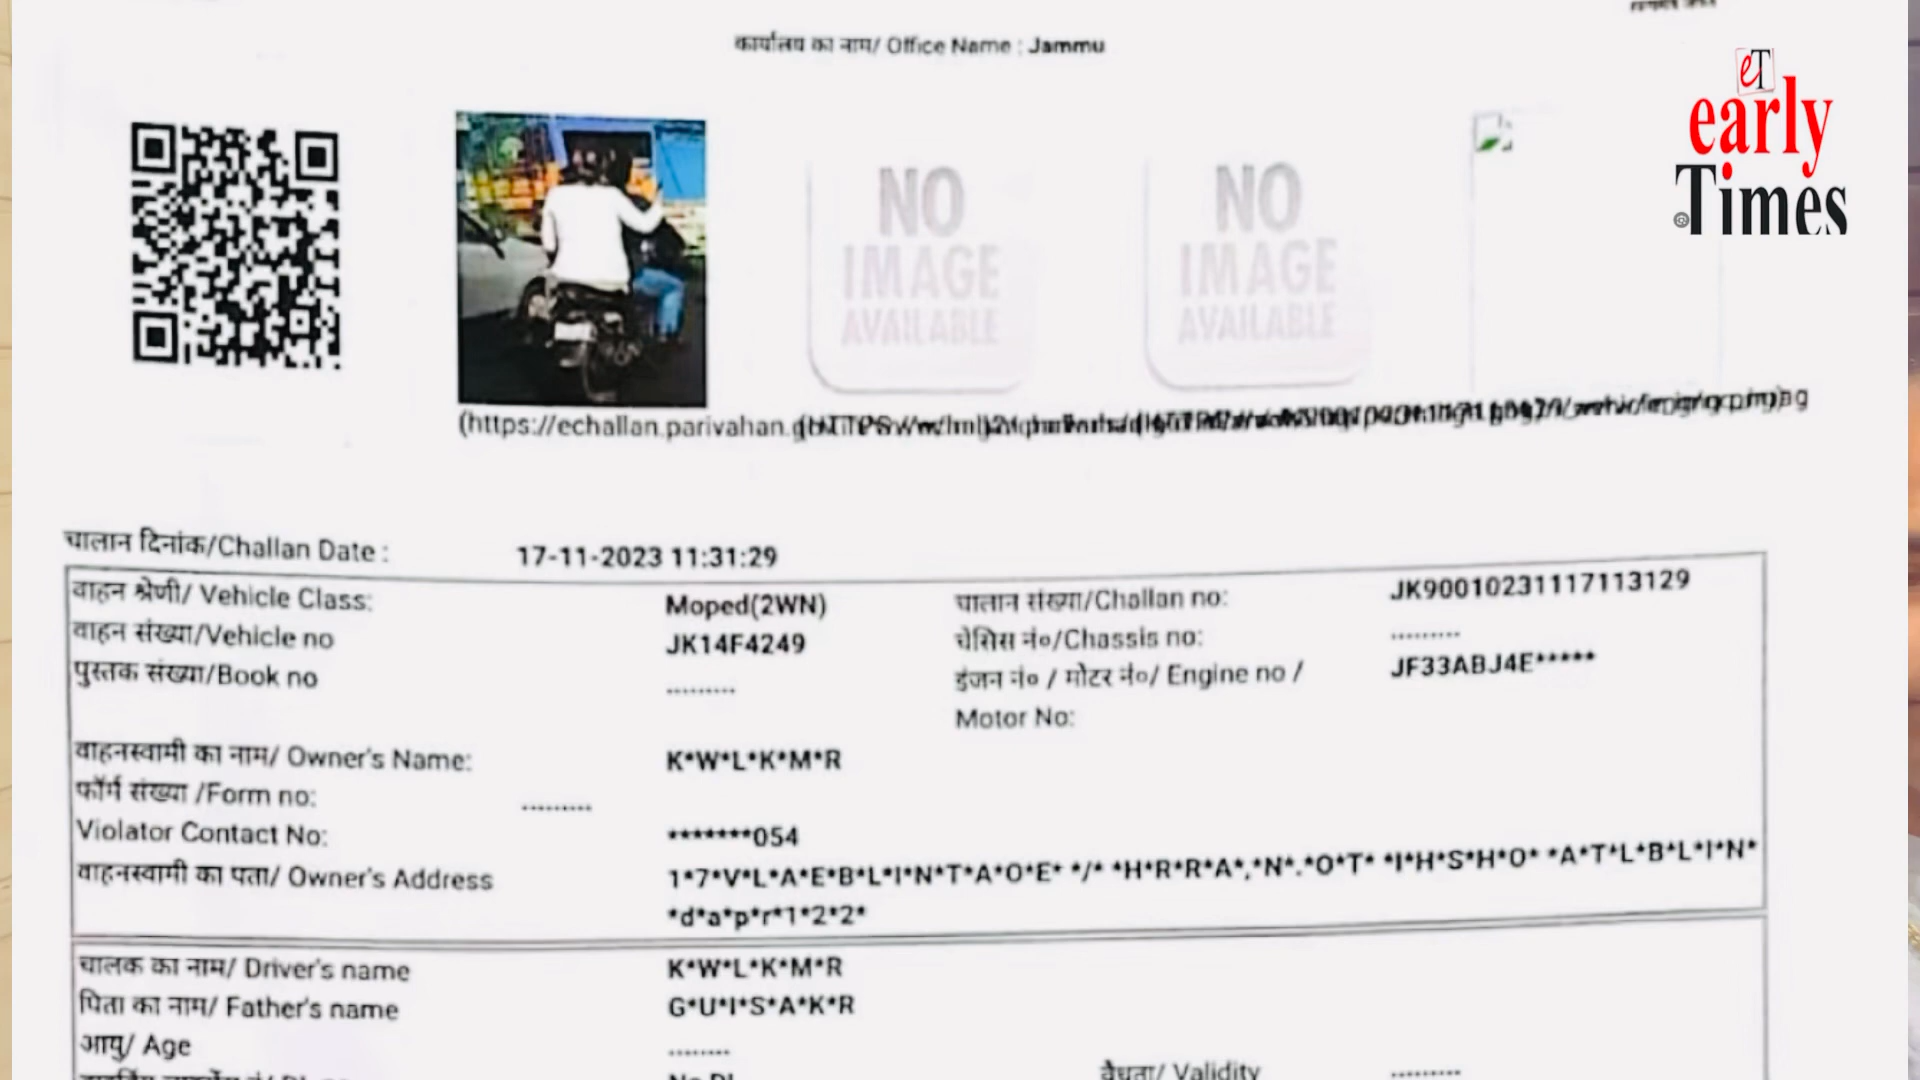 कार्यालय का नाम/ Office Name : Jammu
eT
early
Times
NO
IMAGE
AVAILABLE
NO
IMAGE
AVAILABLE
(https://echallan.parivahan.
चालान दिनांक/Challan Date : 17-11-2023 11:31:29
वाहन श्रेणी/ Vehicle Class: Moped(2WN) चालान संख्या/Challan no: JK90010231117113129
वाहन संख्या/Vehicle no JK14F4249 चेसिस नं०/Chassis no: ---------
पुस्तक संख्या/Book no --------- इंजन नं० / मोटर नं०/ Engine no / JF33ABJ4E*****
Motor No:
वाहनस्वामी का नाम/ Owner's Name: K*W*L*K*M*R
फॉर्म संख्या /Form no: ---------
Violator Contact No: *******054
वाहनस्वामी का पता/ Owner's Address 1*7*V*L*A*E*B*L*I*N*T*A*O*E* */* *H*R*R*A*,*N*.*O*T* *I*H*S*H*O* *A*T*L*B*L*I*N*
*d*a*p*r*1*2*2*
चालक का नाम/ Driver's name K*W*L*K*M*R
पिता का नाम/ Father's name G*U*I*S*A*K*R
आयु/ Age --------
वैधता/ Validity ---------